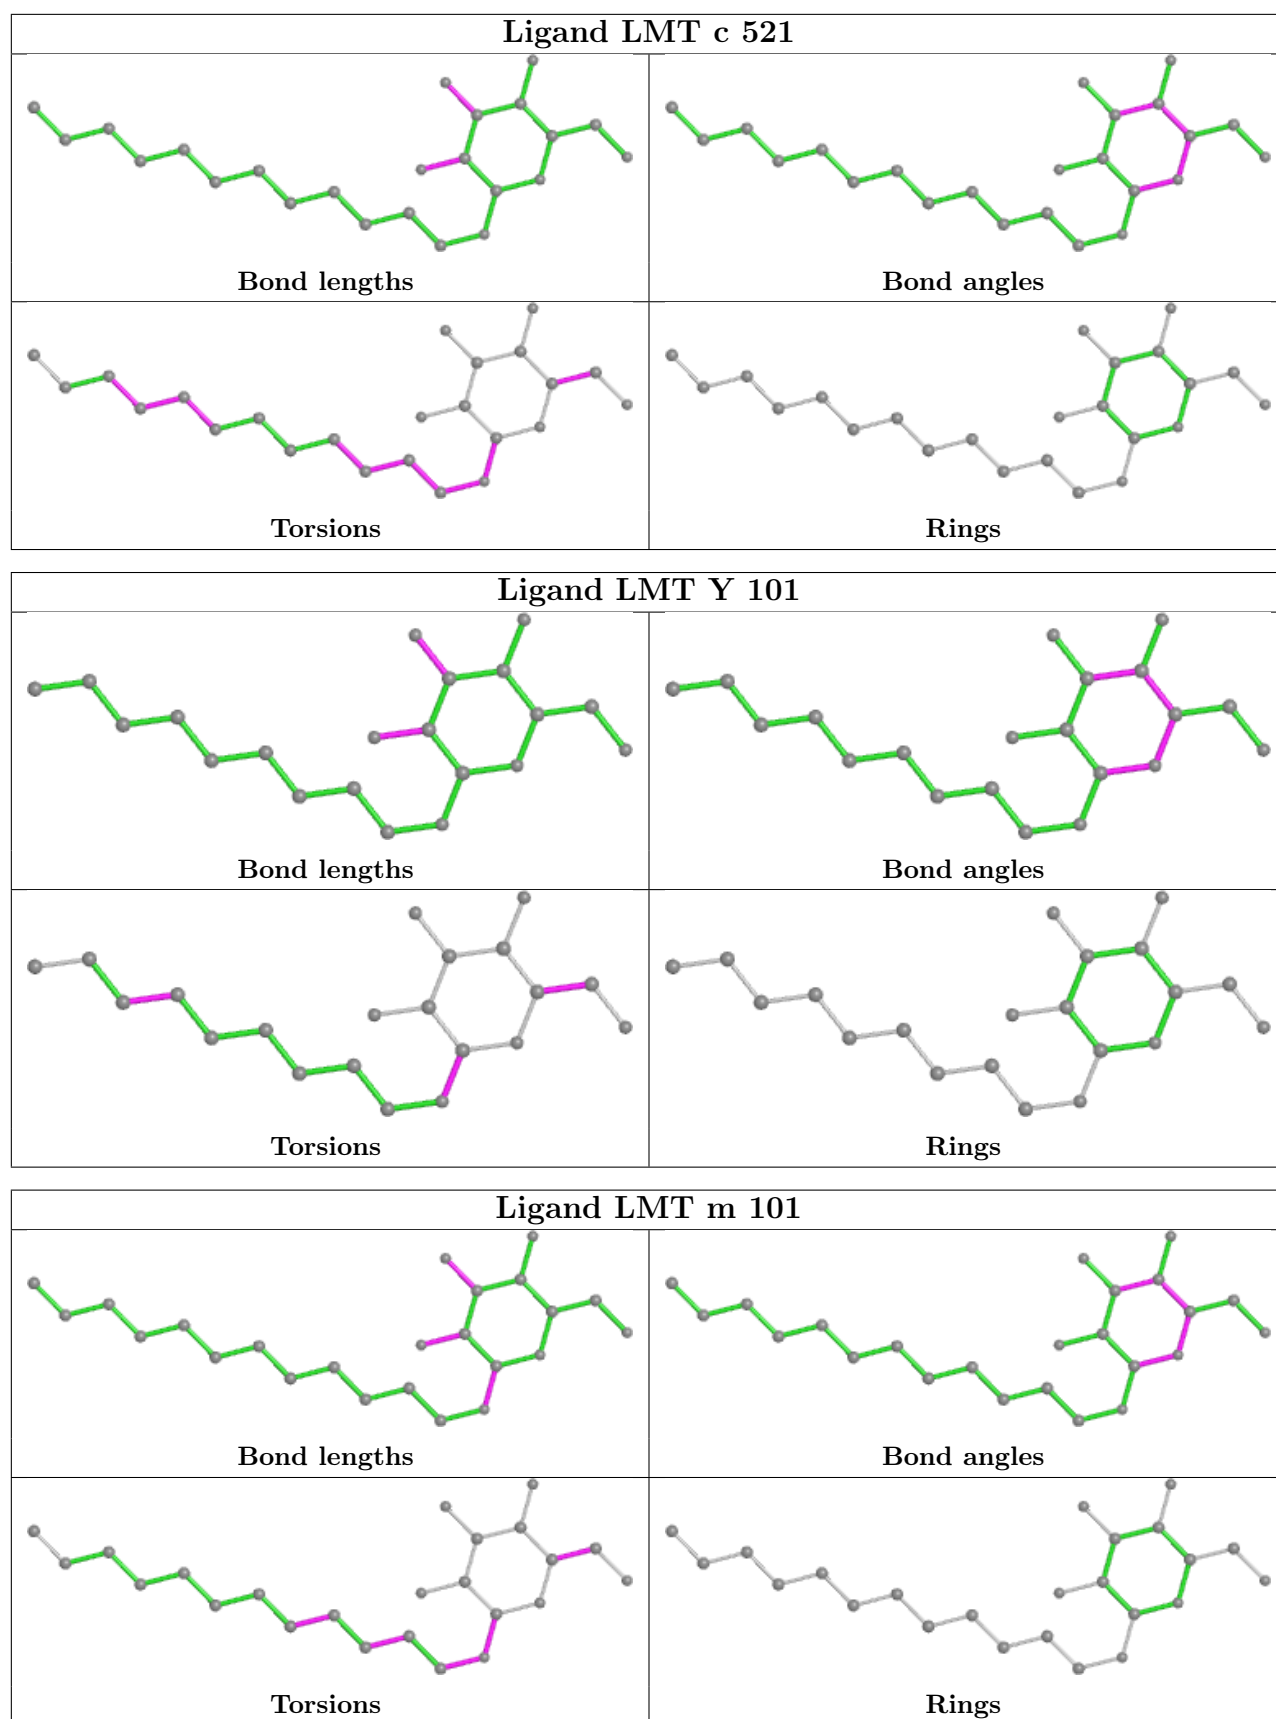 Ligand LMT c 521
Bond lengths
Bond angles
Torsions
Rings
Ligand LMT Y 101
Bond lengths
Bond angles
Torsions
Rings
Ligand LMT m 101
Bond lengths
Bond angles
Torsions
Rings